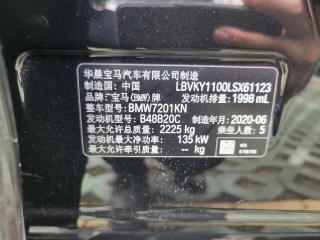 华晨宝马汽车有限公司制造
制造国: 中国 LBVKY1100LSX61123
品牌: 宝马(BMW)牌 发动机排量: 1998 mL
整车型号: BMW7201KN
发动机型号: B48B20C 制造年月: 2020-06
最大允许总质量: 2225 kg 乘坐人数: 5
发动机最大净功率: 135 kW
最大允许牵引质量: -- kg